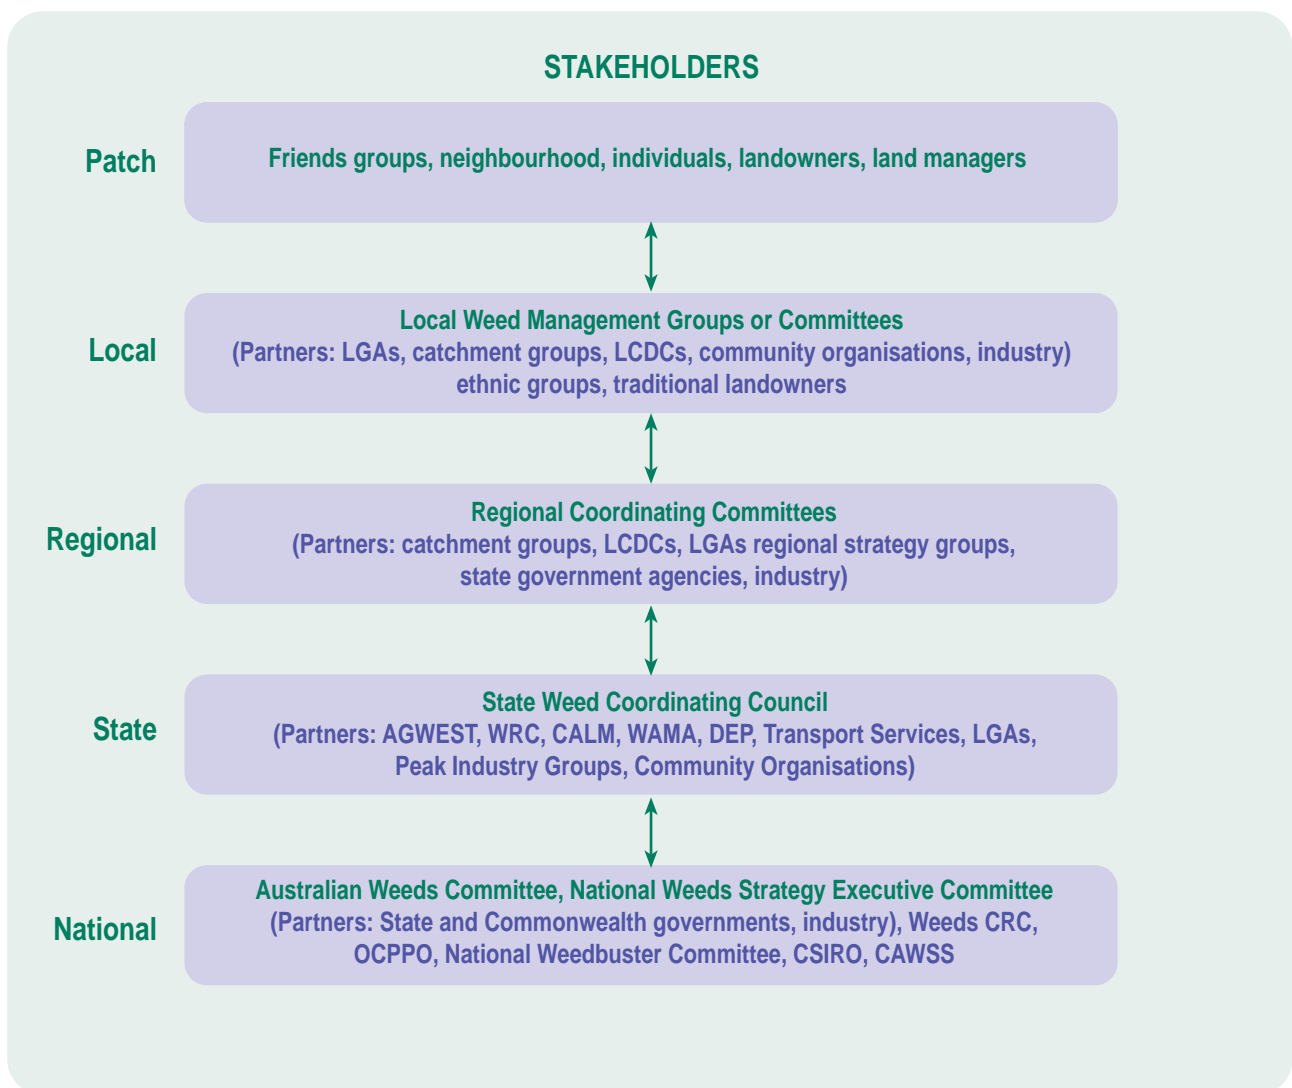 STAKEHOLDERS
Patch
Friends groups, neighbourhood, individuals, landowners, land managers
Local
Local Weed Management Groups or Committees
(Partners: LGAs, catchment groups, LCDCs, community organisations, industry)
ethnic groups, traditional landowners
Regional
Regional Coordinating Committees
(Partners: catchment groups, LCDCs, LGAs regional strategy groups,
state government agencies, industry)
State
State Weed Coordinating Council
(Partners: AGWEST, WRC, CALM, WAMA, DEP, Transport Services, LGAs,
Peak Industry Groups, Community Organisations)
National
Australian Weeds Committee, National Weeds Strategy Executive Committee
(Partners: State and Commonwealth governments, industry), Weeds CRC,
OCPPO, National Weedbuster Committee, CSIRO, CAWSS